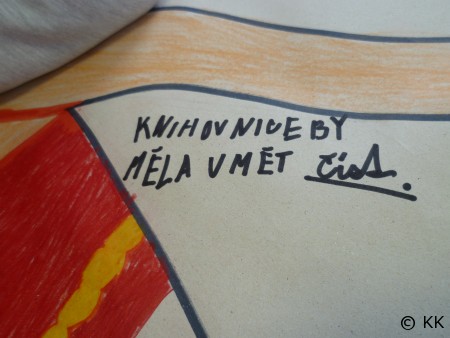 KNIHOVNICE BY
MĚLA UMĚT číst.
© KK